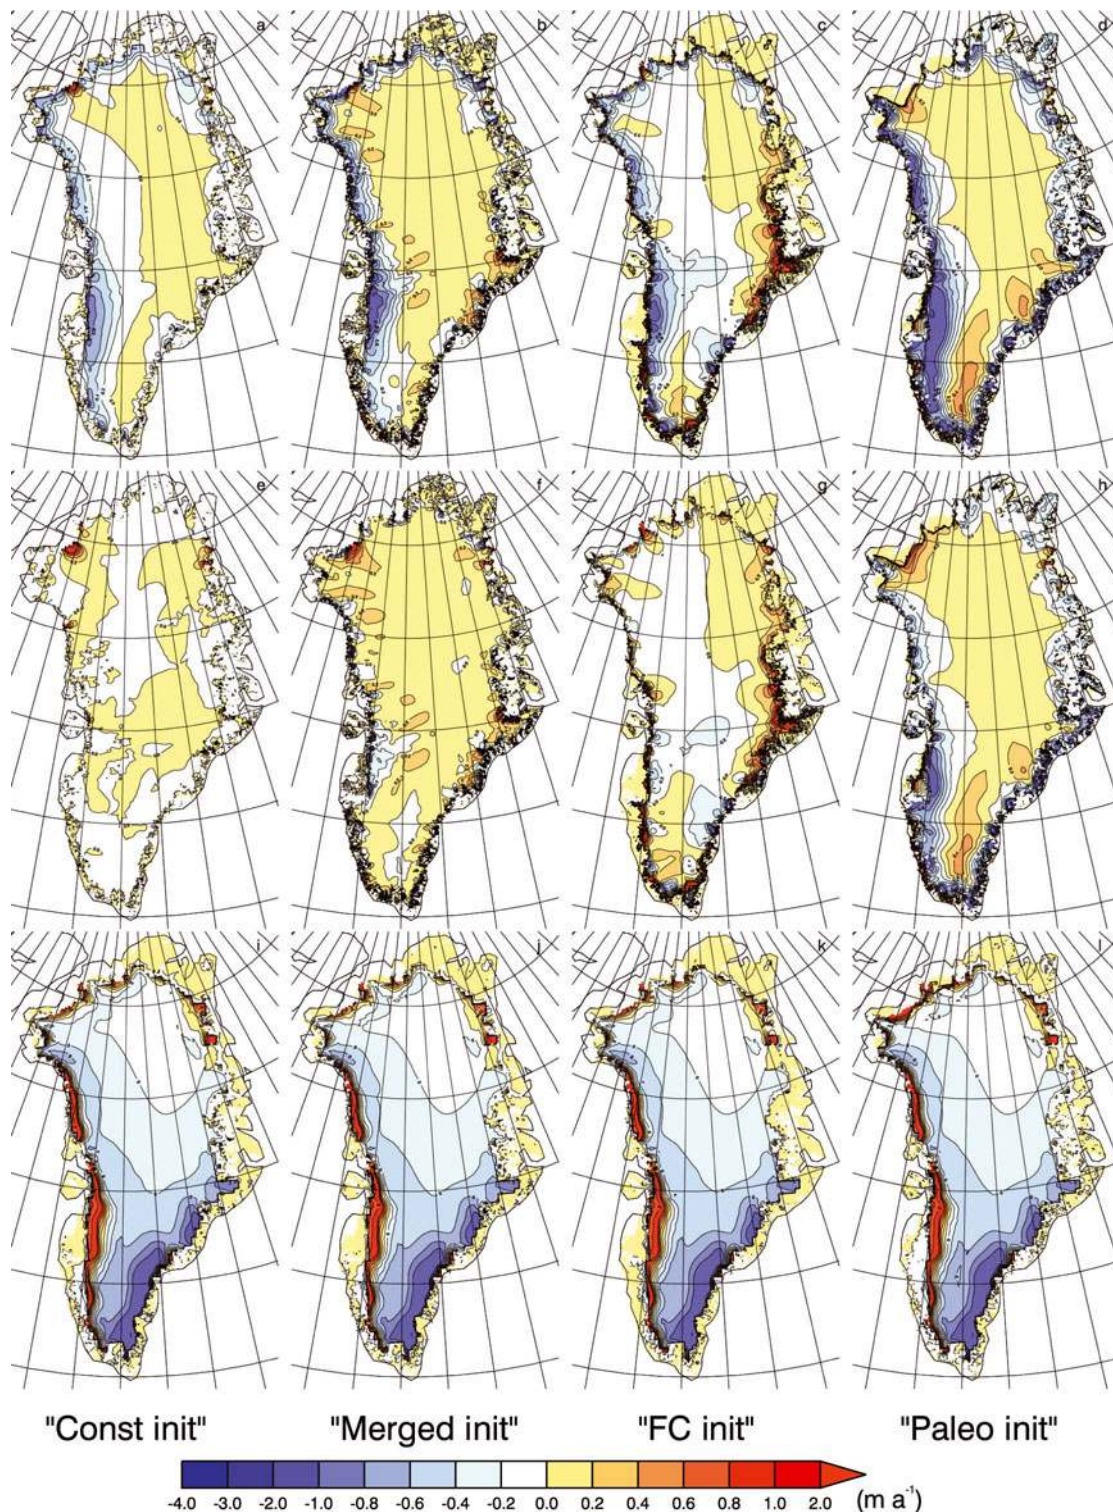 a b c d
e f g h
i j k l
"Const init" "Merged init" "FC init" "Paleo init"
-4.0 -3.0 -2.0 -1.0 -0.8 -0.6 -0.4 -0.2 0.0 0.2 0.4 0.6 0.8 1.0 2.0 (m a⁻¹)